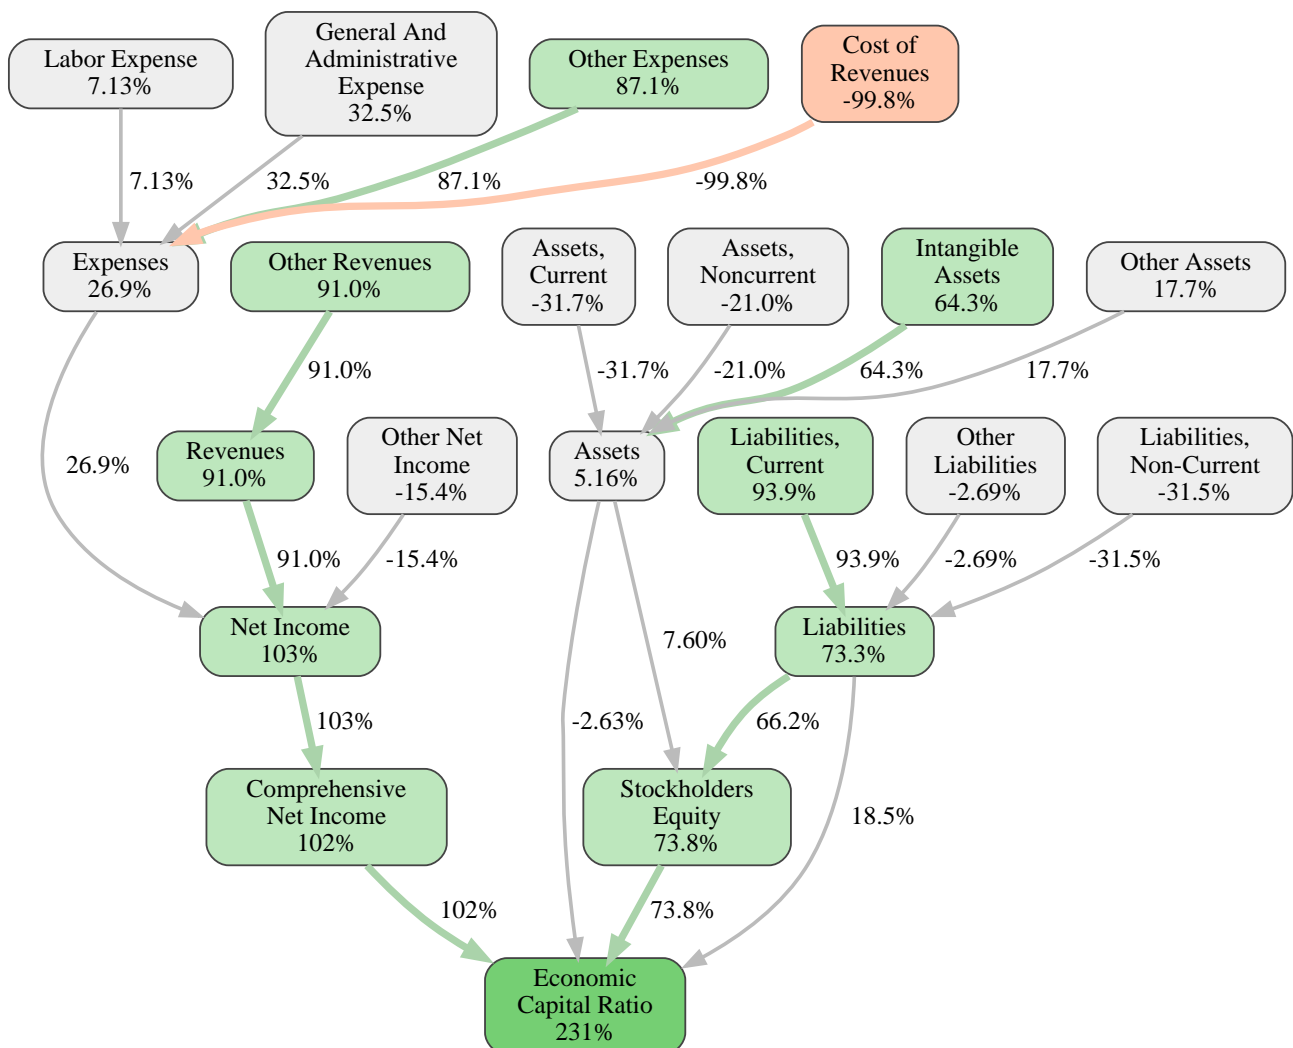 Labor Expense
7.13%
General And
Administrative
Expense
32.5%
Other Expenses
87.1%
Cost of
Revenues
-99.8%
7.13%
32.5%
87.1%
-99.8%
Expenses
26.9%
Other Revenues
91.0%
Assets,
Current
-31.7%
Assets,
Noncurrent
-21.0%
Intangible
Assets
64.3%
Other Assets
17.7%
91.0%
-31.7%
-21.0%
64.3%
17.7%
26.9%
Revenues
91.0%
Other Net
Income
-15.4%
Assets
5.16%
Liabilities,
Current
93.9%
Other
Liabilities
-2.69%
Liabilities,
Non-Current
-31.5%
91.0%
-15.4%
93.9%
-2.69%
-31.5%
Net Income
103%
7.60%
Liabilities
73.3%
103%
-2.63%
66.2%
Comprehensive
Net Income
102%
Stockholders
Equity
73.8%
18.5%
102%
73.8%
Economic
Capital Ratio
231%